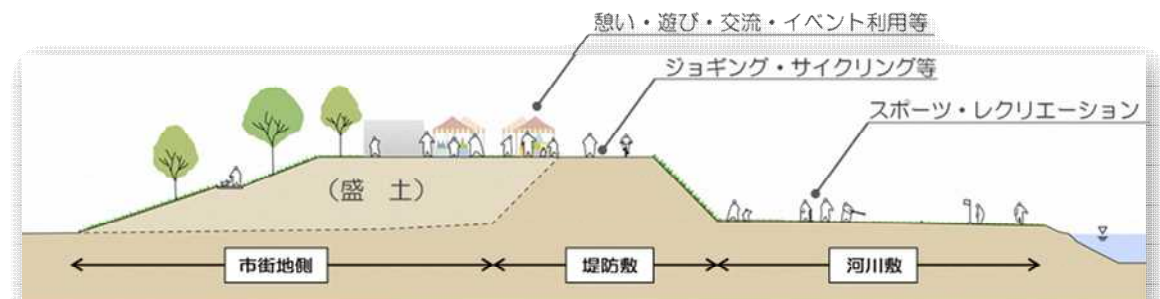 憩い・遊び・交流・イベント利用等
ジョギング・サイクリング等
スポーツ・レクリエーション
（盛　土）
市街地側
堤防敷
河川敷